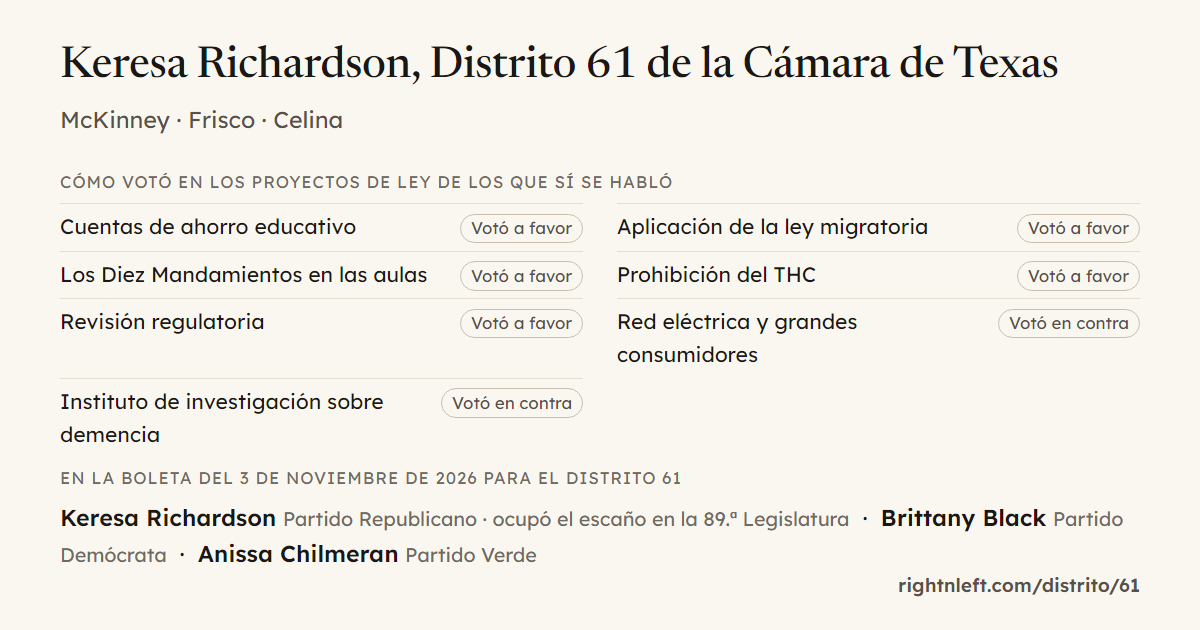 Keresa Richardson, Distrito 61 de la Cámara de Texas
McKinney · Frisco · Celina
CÓMO VOTÓ EN LOS PROYECTOS DE LEY DE LOS QUE SÍ SE HABLÓ
Cuentas de ahorro educativo Votó a favor
Aplicación de la ley migratoria Votó a favor
Los Diez Mandamientos en las aulas Votó a favor
Prohibición del THC Votó a favor
Revisión regulatoria Votó a favor
Red eléctrica y grandes Votó en contra
consumidores
Instituto de investigación sobre Votó en contra
demencia
EN LA BOLETA DEL 3 DE NOVIEMBRE DE 2026 PARA EL DISTRITO 61
Keresa Richardson Partido Republicano · ocupó el escaño en la 89.ª Legislatura · Brittany Black Partido
Demócrata · Anissa Chilmeran Partido Verde
rightnleft.com/distrito/61